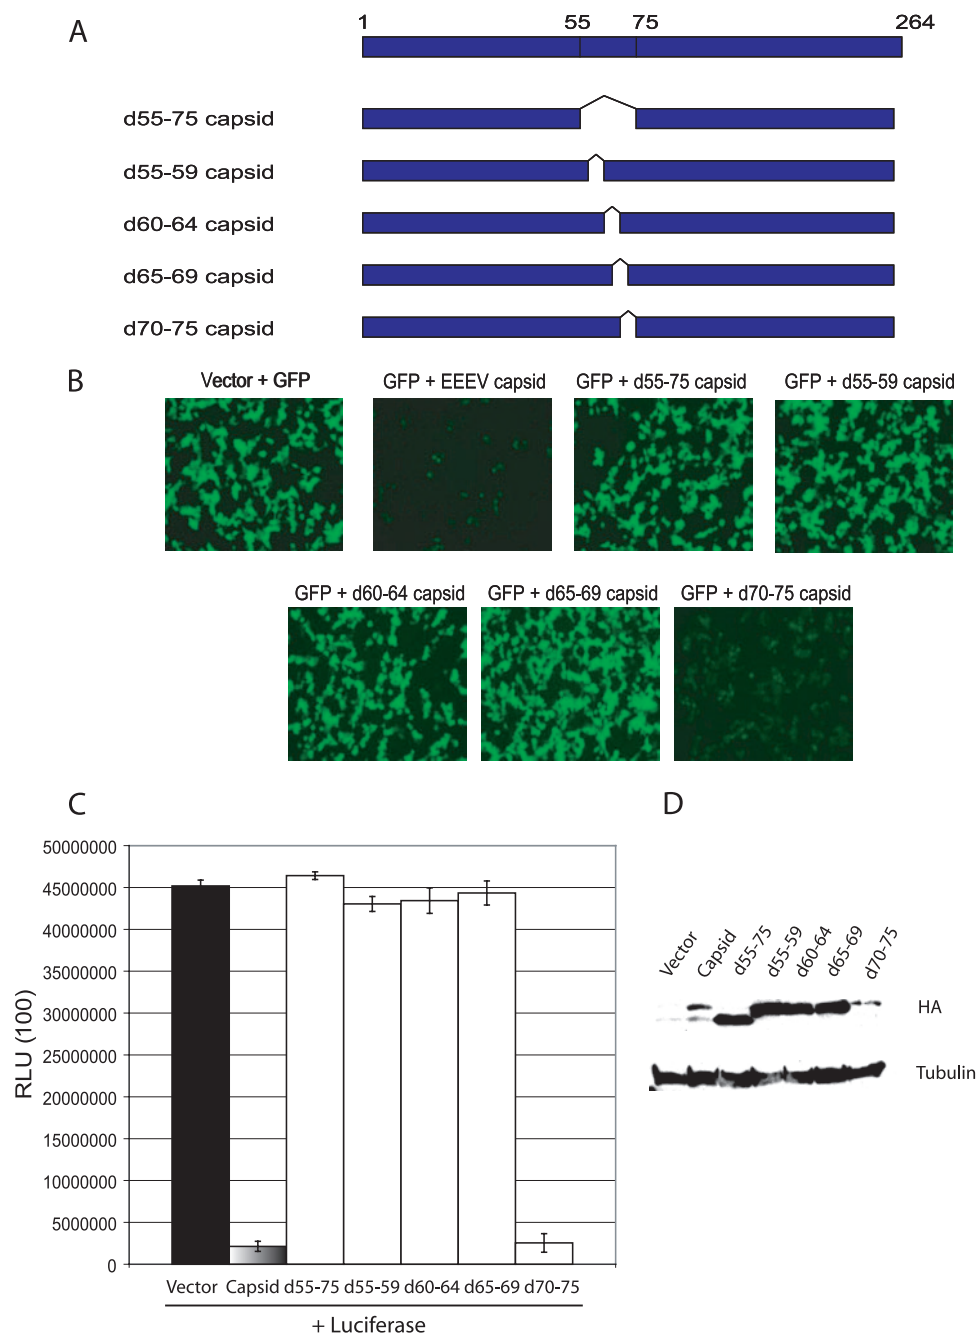 A
1 55 75 264
d55-75 capsid
d55-59 capsid
d60-64 capsid
d65-69 capsid
d70-75 capsid
B
Vector + GFP
GFP + EEEV capsid
GFP + d55-75 capsid
GFP + d55-59 capsid
GFP + d60-64 capsid
GFP + d65-69 capsid
GFP + d70-75 capsid
C
RLU (100)
50000000
45000000
40000000
35000000
30000000
25000000
20000000
15000000
10000000
5000000
0
Vector Capsid d55-75 d55-59 d60-64 d65-69 d70-75
+ Luciferase
D
Vector Capsid d55-75 d55-59 d60-64 d65-69 d70-75
HA
Tubulin